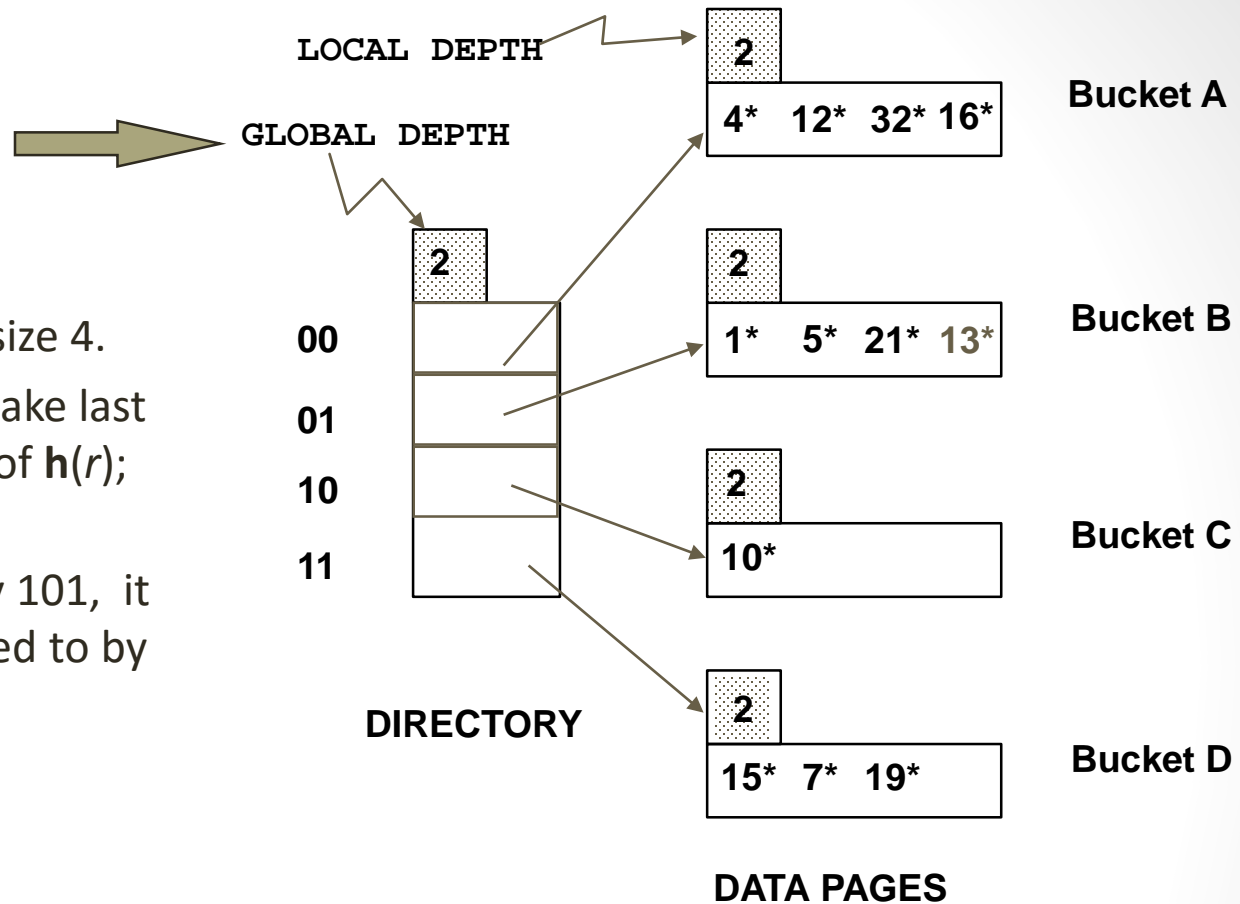 LOCAL DEPTH
GLOBAL DEPTH
size 4.
ake last
of h(r);
101, it
ed to by
2
00
01
10
11
DIRECTORY
2
4* 12* 32* 16*
Bucket A
2
1* 5* 21* 13*
Bucket B
2
10*
Bucket C
2
15* 7* 19*
Bucket D
DATA PAGES